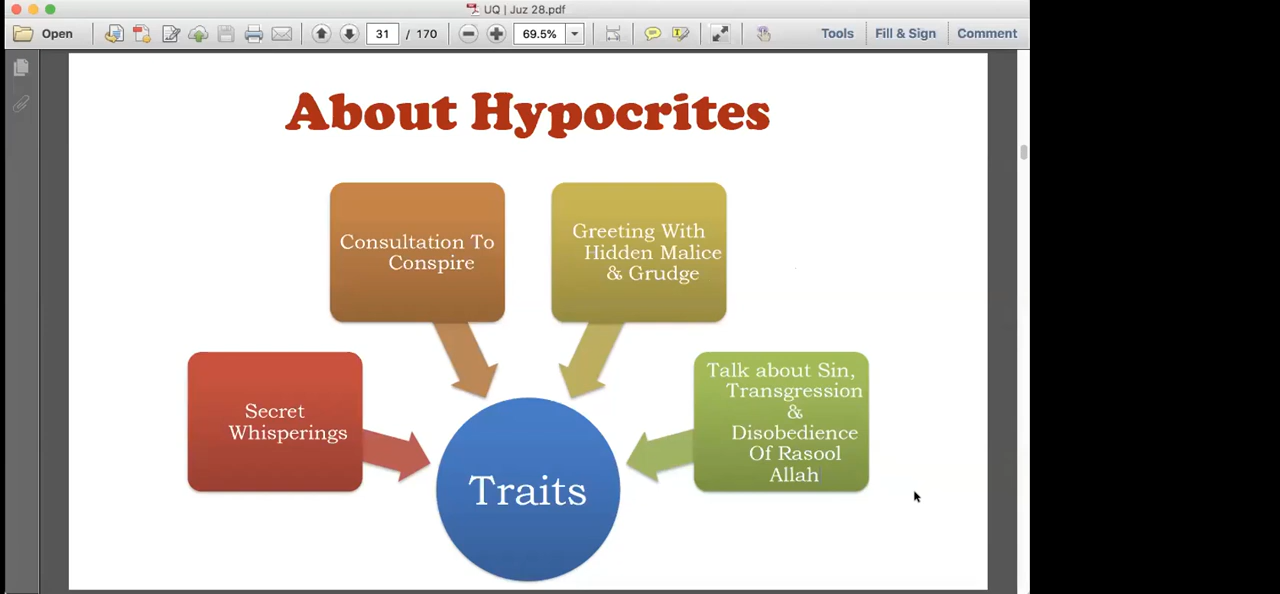 UQ | Juz 28.pdf
Open
31 / 170
69.5%
Tools
Fill & Sign
Comment
About Hypocrites
Consultation To
Conspire
Greeting With
Hidden Malice
& Grudge
Secret
Whisperings
Talk about Sin,
Transgression
&
Disobedience
Of Rasool
Allah
Traits